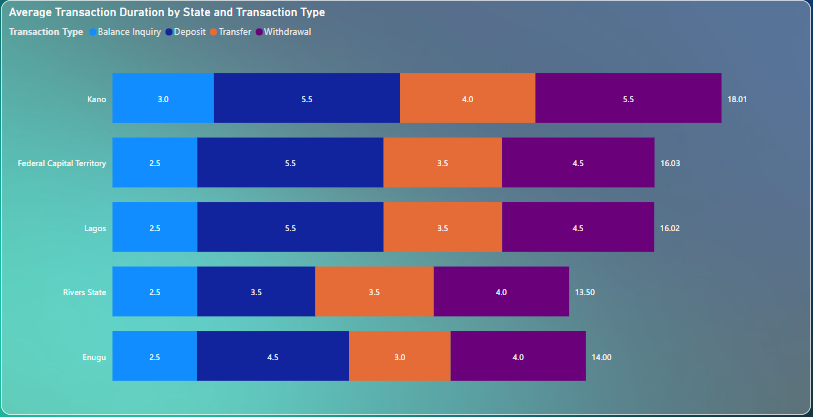 Average Transaction Duration by State and Transaction Type
Transaction Type Balance Inquiry Deposit Transfer Withdrawal
Kano 3.0 5.5 4.0 5.5 18.01
Federal Capital Territory 2.5 5.5 3.5 4.5 16.03
Lagos 2.5 5.5 3.5 4.5 16.02
Rivers State 2.5 3.5 3.5 4.0 13.50
Enugu 2.5 4.5 3.0 4.0 14.00